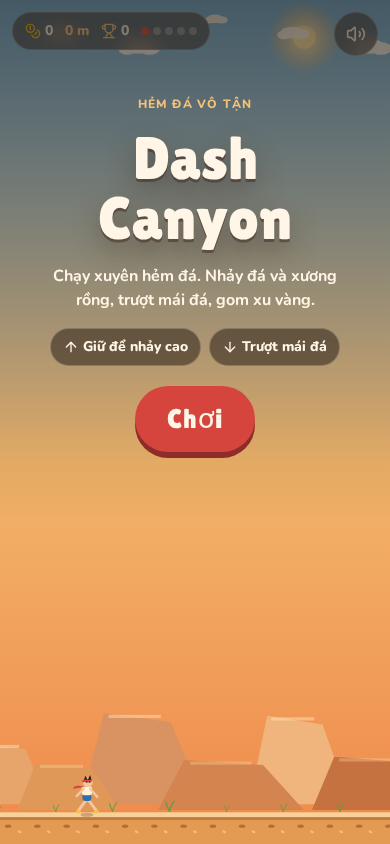 0 0 m 0
HẺM ĐÁ VÔ TẬN
Dash
Canyon
Chạy xuyên hẻm đá. Nhảy đá và xương
rồng, trượt mái đá, gom xu vàng.
↑ Giữ để nhảy cao ↓ Trượt mái đá
Chơi